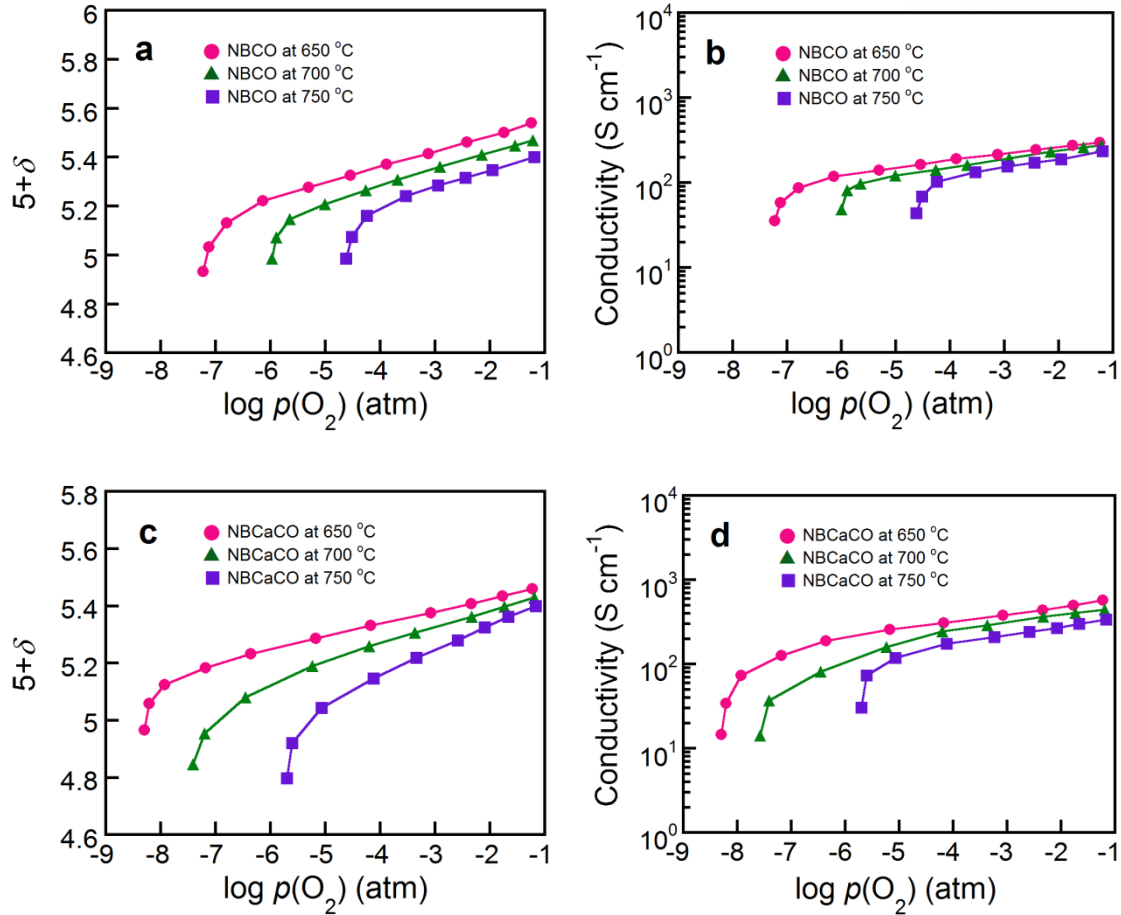 a
NBCO at 650 °C
NBCO at 700 °C
NBCO at 750 °C
5+δ
6
5.8
5.6
5.4
5.2
5
4.8
4.6
-9 -8 -7 -6 -5 -4 -3 -2 -1
log p(O₂) (atm)
b
NBCO at 650 °C
NBCO at 700 °C
NBCO at 750 °C
Conductivity (S cm⁻¹)
10⁴
10³
10²
10¹
10⁰
-9 -8 -7 -6 -5 -4 -3 -2 -1
log p(O₂) (atm)
c
NBCaCO at 650 °C
NBCaCO at 700 °C
NBCaCO at 750 °C
5+δ
5.8
5.6
5.4
5.2
5
4.8
4.6
-9 -8 -7 -6 -5 -4 -3 -2 -1
log p(O₂) (atm)
d
NBCaCO at 650 °C
NBCaCO at 700 °C
NBCaCO at 750 °C
Conductivity (S cm⁻¹)
10⁴
10³
10²
10¹
10⁰
-9 -8 -7 -6 -5 -4 -3 -2 -1
log p(O₂) (atm)